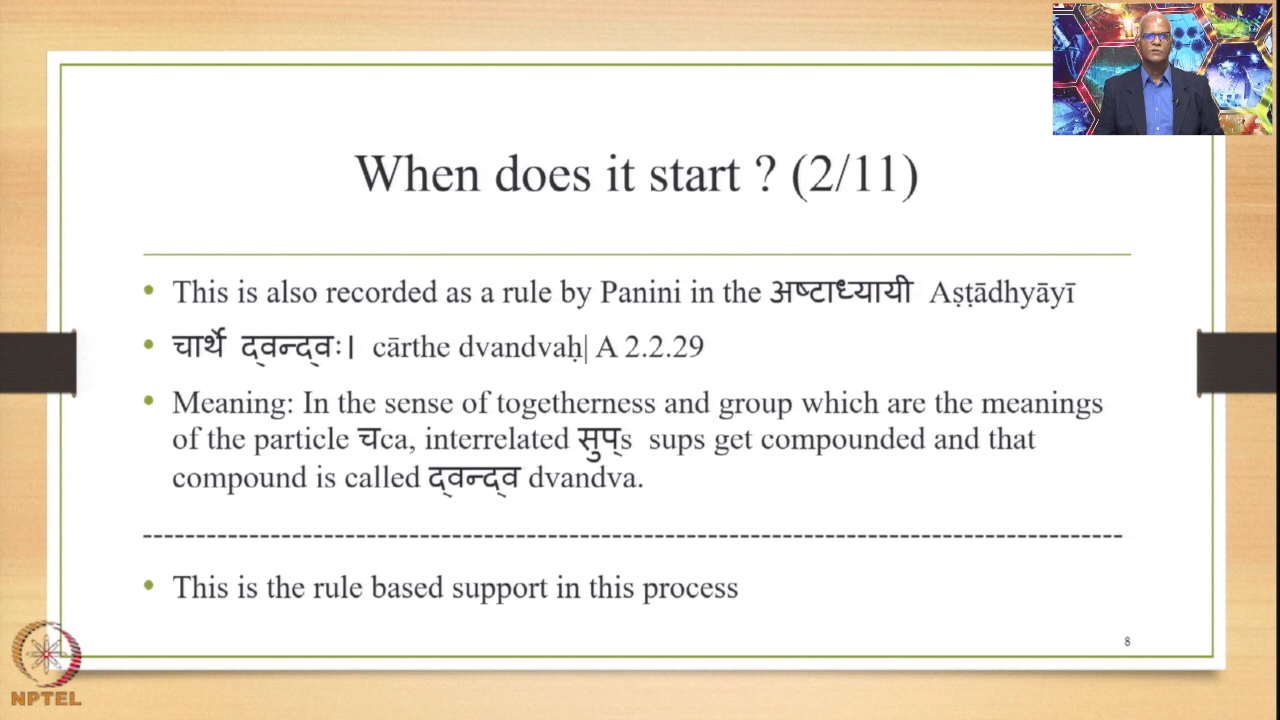 When does it start ? (2/11)
• This is also recorded as a rule by Panini in the अष्टाध्यायी Aṣṭādhyāyī
• चार्थे द्वन्द्वः। cārthe dvandvaḥ| A 2.2.29
• Meaning: In the sense of togetherness and group which are the meanings
of the particle चca, interrelated सुप्s sups get compounded and that
compound is called द्वन्द्व dvandva.
--------------------------------------------------------------------------------------------
• This is the rule based support in this process
8
NPTEL